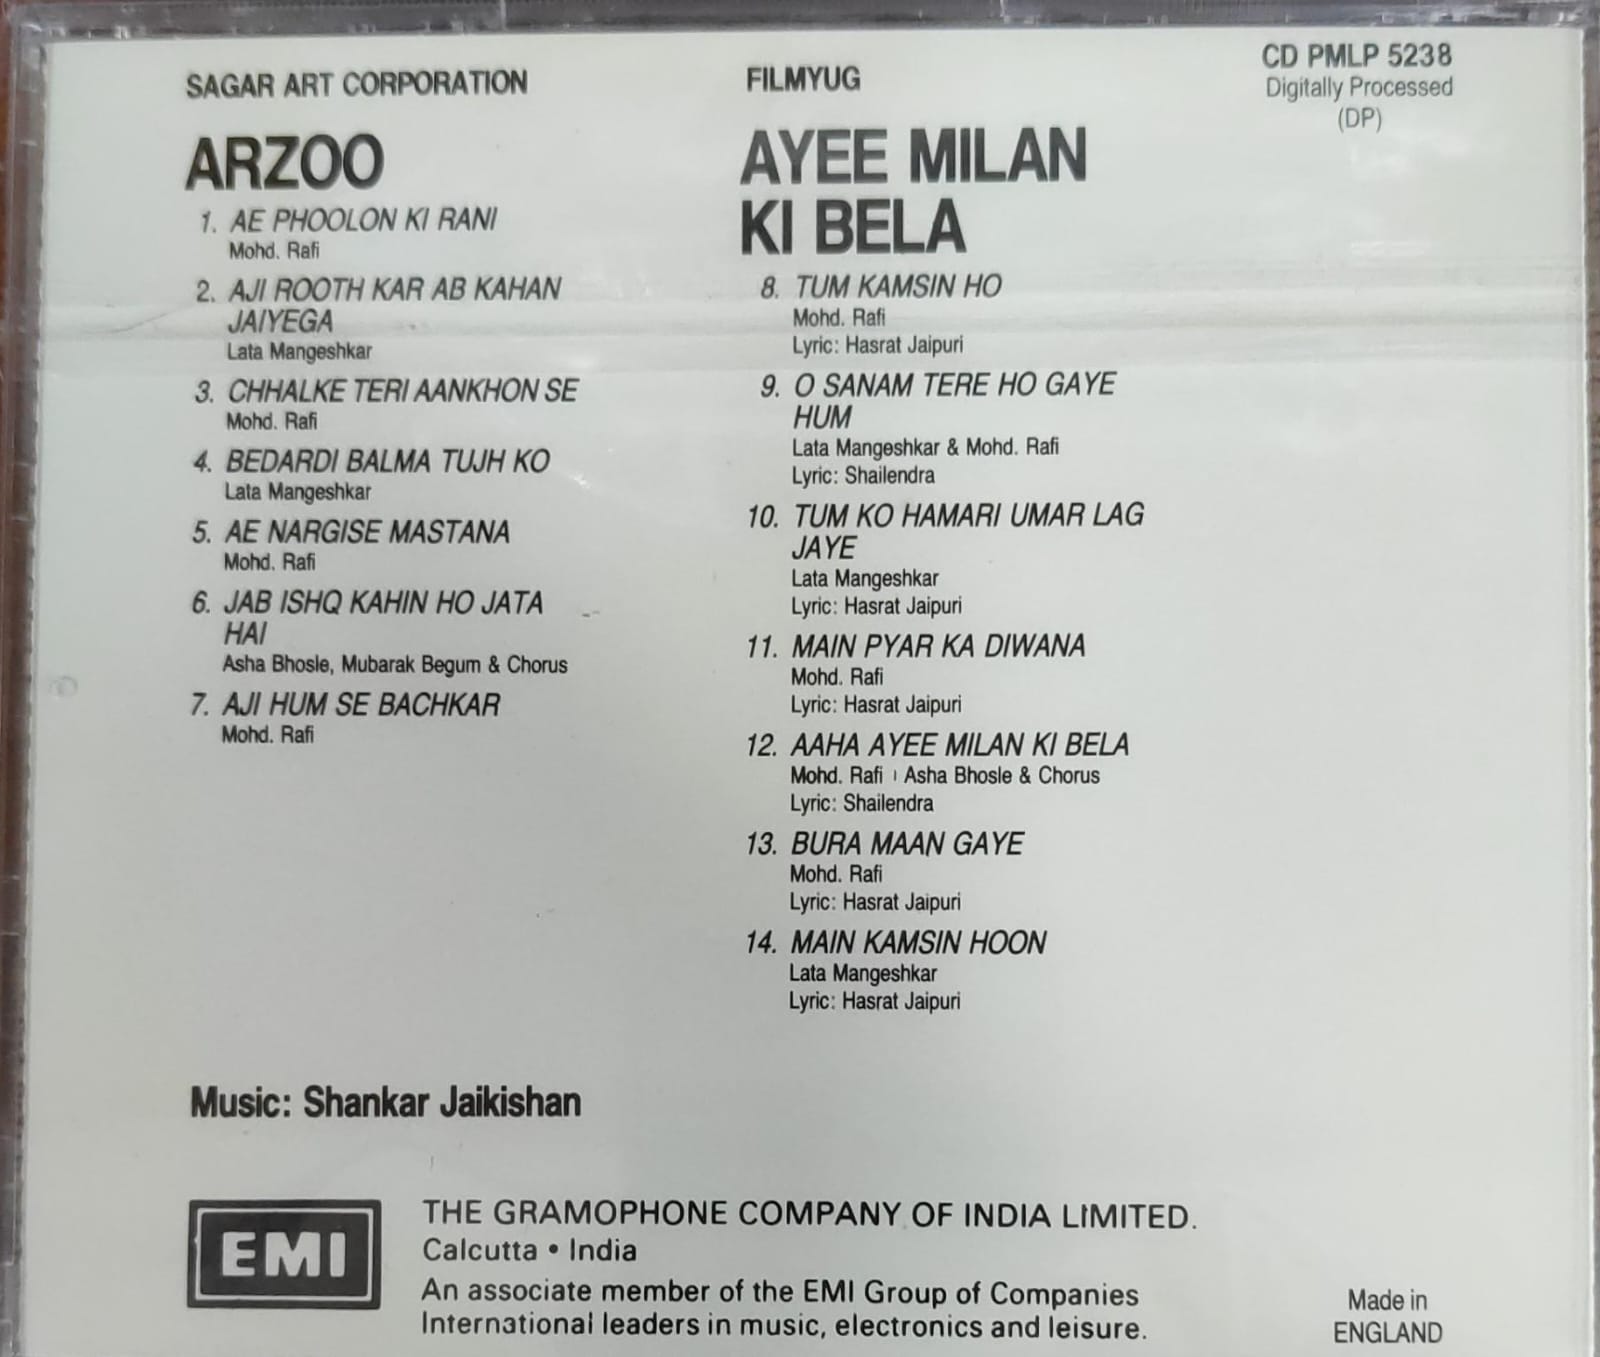 SAGAR ART CORPORATION
ARZOO
1. AE PHOOLON KI RANI
Mohd. Rafi
2. AJI ROOTH KAR AB KAHAN
JAIYEGA
Lata Mangeshkar
3. CHHALKE TERI AANKHON SE
Mohd. Rafi
4. BEDARDI BALMA TUJH KO
Lata Mangeshkar
5. AE NARGISE MASTANA
Mohd. Rafi
6. JAB ISHQ KAHIN HO JATA
HAI
Asha Bhosle, Mubarak Begum & Chorus
7. AJI HUM SE BACHKAR
Mohd. Rafi
FILMYUG
AYEE MILAN
KI BELA
8. TUM KAMSIN HO
Mohd. Rafi
Lyric: Hasrat Jaipuri
9. O SANAM TERE HO GAYE
HUM
Lata Mangeshkar & Mohd. Rafi
Lyric: Shailendra
10. TUM KO HAMARI UMAR LAG
JAYE
Lata Mangeshkar
Lyric: Hasrat Jaipuri
11. MAIN PYAR KA DIWANA
Mohd. Rafi
Lyric: Hasrat Jaipuri
12. AAHA AYEE MILAN KI BELA
Mohd. Rafi, Asha Bhosle & Chorus
Lyric: Shailendra
13. BURA MAAN GAYE
Mohd. Rafi
Lyric: Hasrat Jaipuri
14. MAIN KAMSIN HOON
Lata Mangeshkar
Lyric: Hasrat Jaipuri
CD PMLP 5238
Digitally Processed
(DP)
Music: Shankar Jaikishan
EMI
THE GRAMOPHONE COMPANY OF INDIA LIMITED.
Calcutta • India
An associate member of the EMI Group of Companies
International leaders in music, electronics and leisure.
Made in
ENGLAND